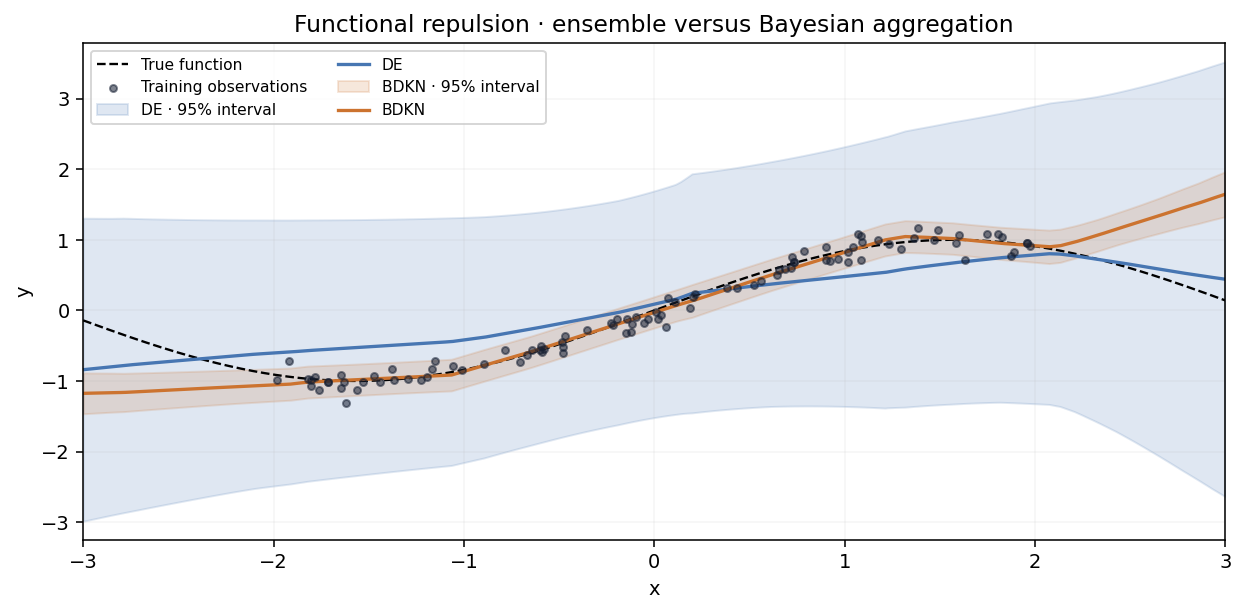 Functional repulsion · ensemble versus Bayesian aggregation
True function
Training observations
DE · 95% interval
DE
BDKN · 95% interval
BDKN
y
3
2
1
0
−1
−2
−3
−3 −2 −1 0 1 2 3
x